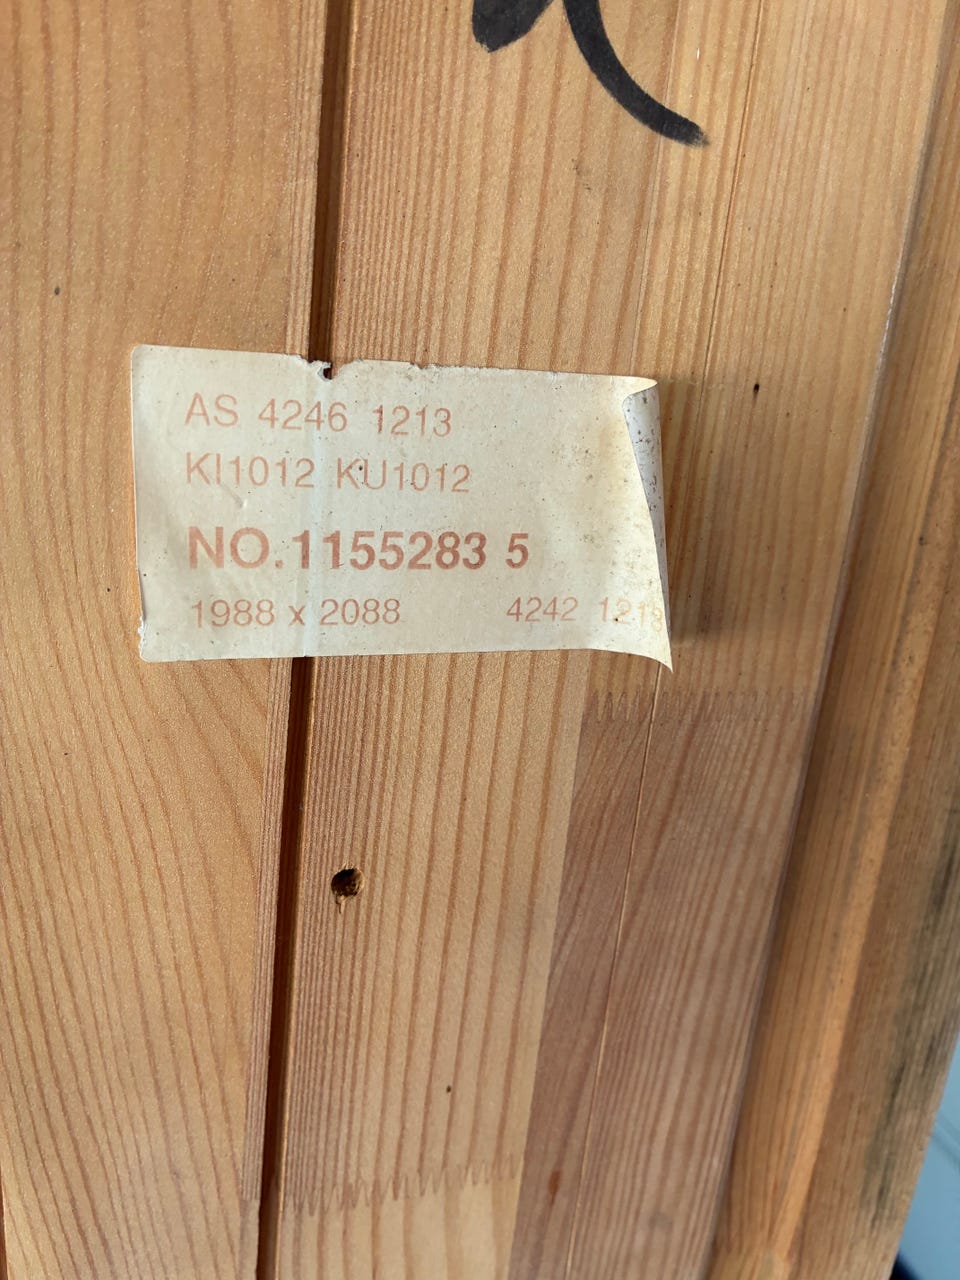 AS 4246 1213
KI1012 KU1012
NO.1155283 5
1988 x 2088 4242 1213